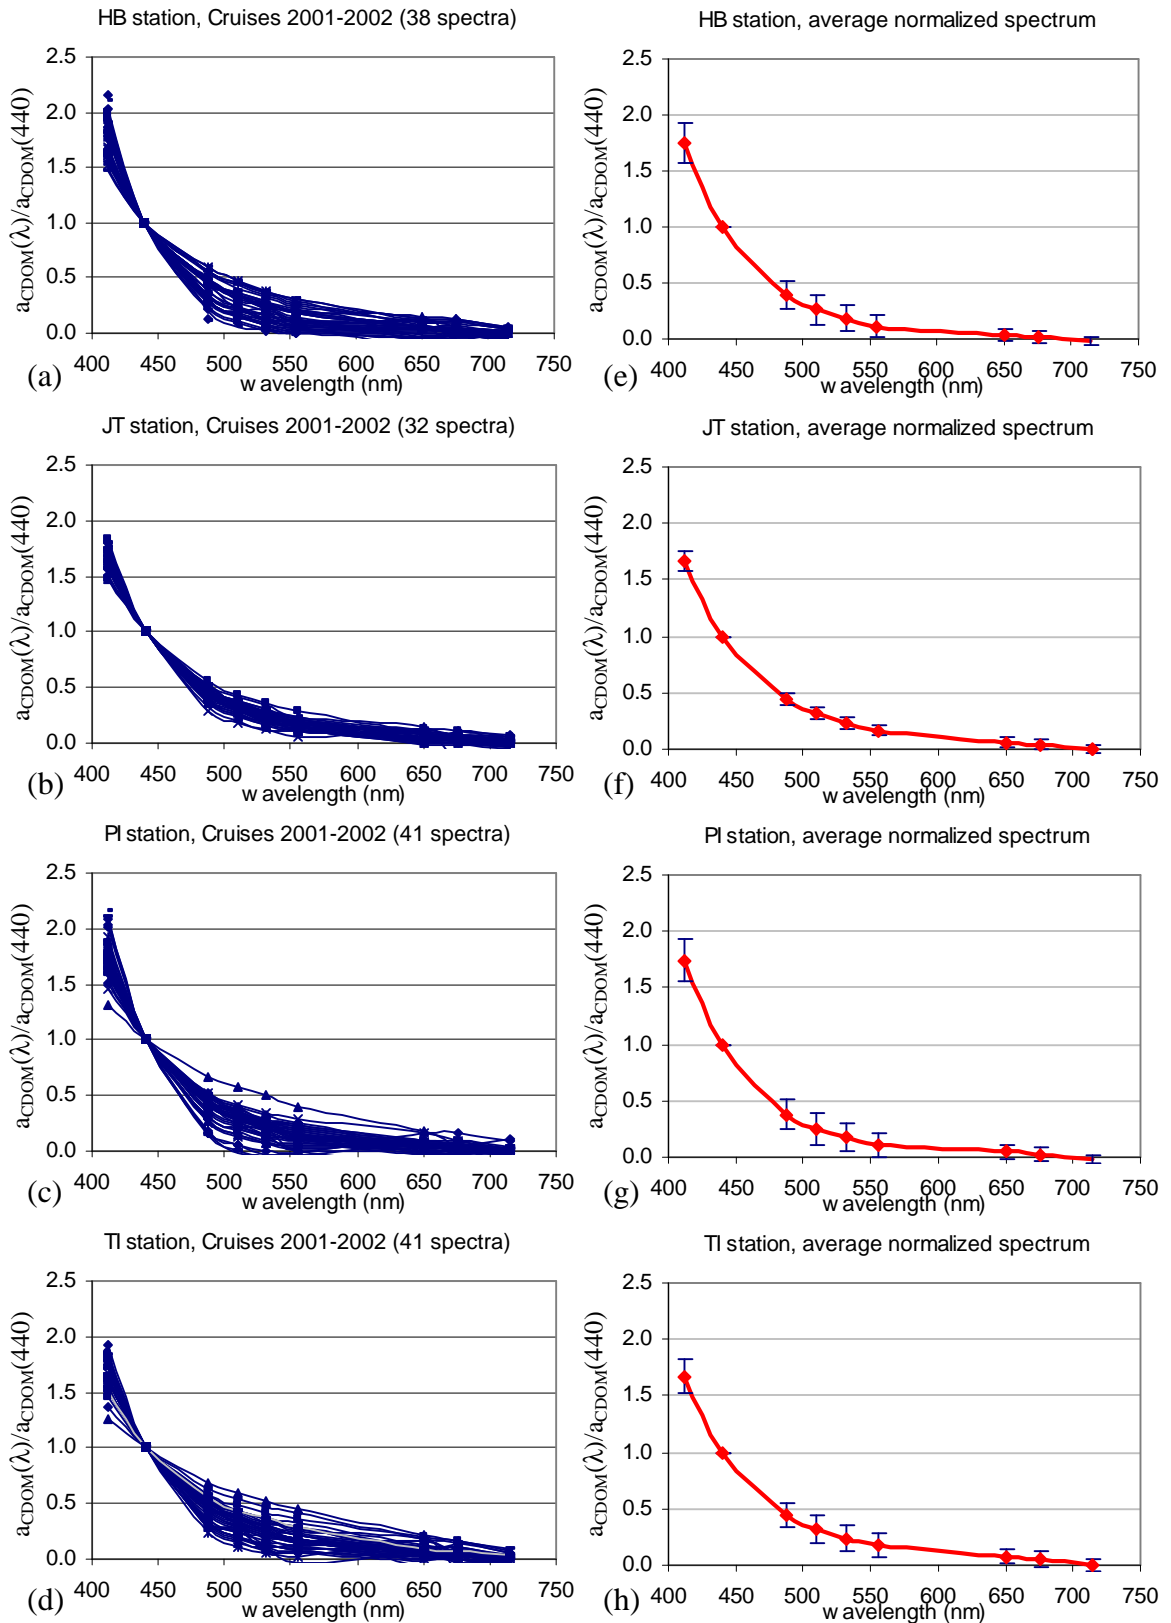 HB station, Cruises 2001-2002 (38 spectra)
2.5
2.0
1.5
1.0
0.5
0.0
aCDOM(λ)/aCDOM(440)
400 450 500 550 600 650 700 750
w avelength (nm)
(a)
HB station, average normalized spectrum
2.5
2.0
1.5
1.0
0.5
0.0
aCDOM(λ)/aCDOM(440)
400 450 500 550 600 650 700 750
w avelength (nm)
(e)
JT station, Cruises 2001-2002 (32 spectra)
2.5
2.0
1.5
1.0
0.5
0.0
aCDOM(λ)/aCDOM(440)
400 450 500 550 600 650 700 750
w avelength (nm)
(b)
JT station, average normalized spectrum
2.5
2.0
1.5
1.0
0.5
0.0
aCDOM(λ)/aCDOM(440)
400 450 500 550 600 650 700 750
w avelength (nm)
(f)
PI station, Cruises 2001-2002 (41 spectra)
2.5
2.0
1.5
1.0
0.5
0.0
aCDOM(λ)/aCDOM(440)
400 450 500 550 600 650 700 750
w avelength (nm)
(c)
PI station, average normalized spectrum
2.5
2.0
1.5
1.0
0.5
0.0
aCDOM(λ)/aCDOM(440)
400 450 500 550 600 650 700 750
w avelength (nm)
(g)
TI station, Cruises 2001-2002 (41 spectra)
2.5
2.0
1.5
1.0
0.5
0.0
aCDOM(λ)/aCDOM(440)
400 450 500 550 600 650 700 750
w avelength (nm)
(d)
TI station, average normalized spectrum
2.5
2.0
1.5
1.0
0.5
0.0
aCDOM(λ)/aCDOM(440)
400 450 500 550 600 650 700 750
w avelength (nm)
(h)